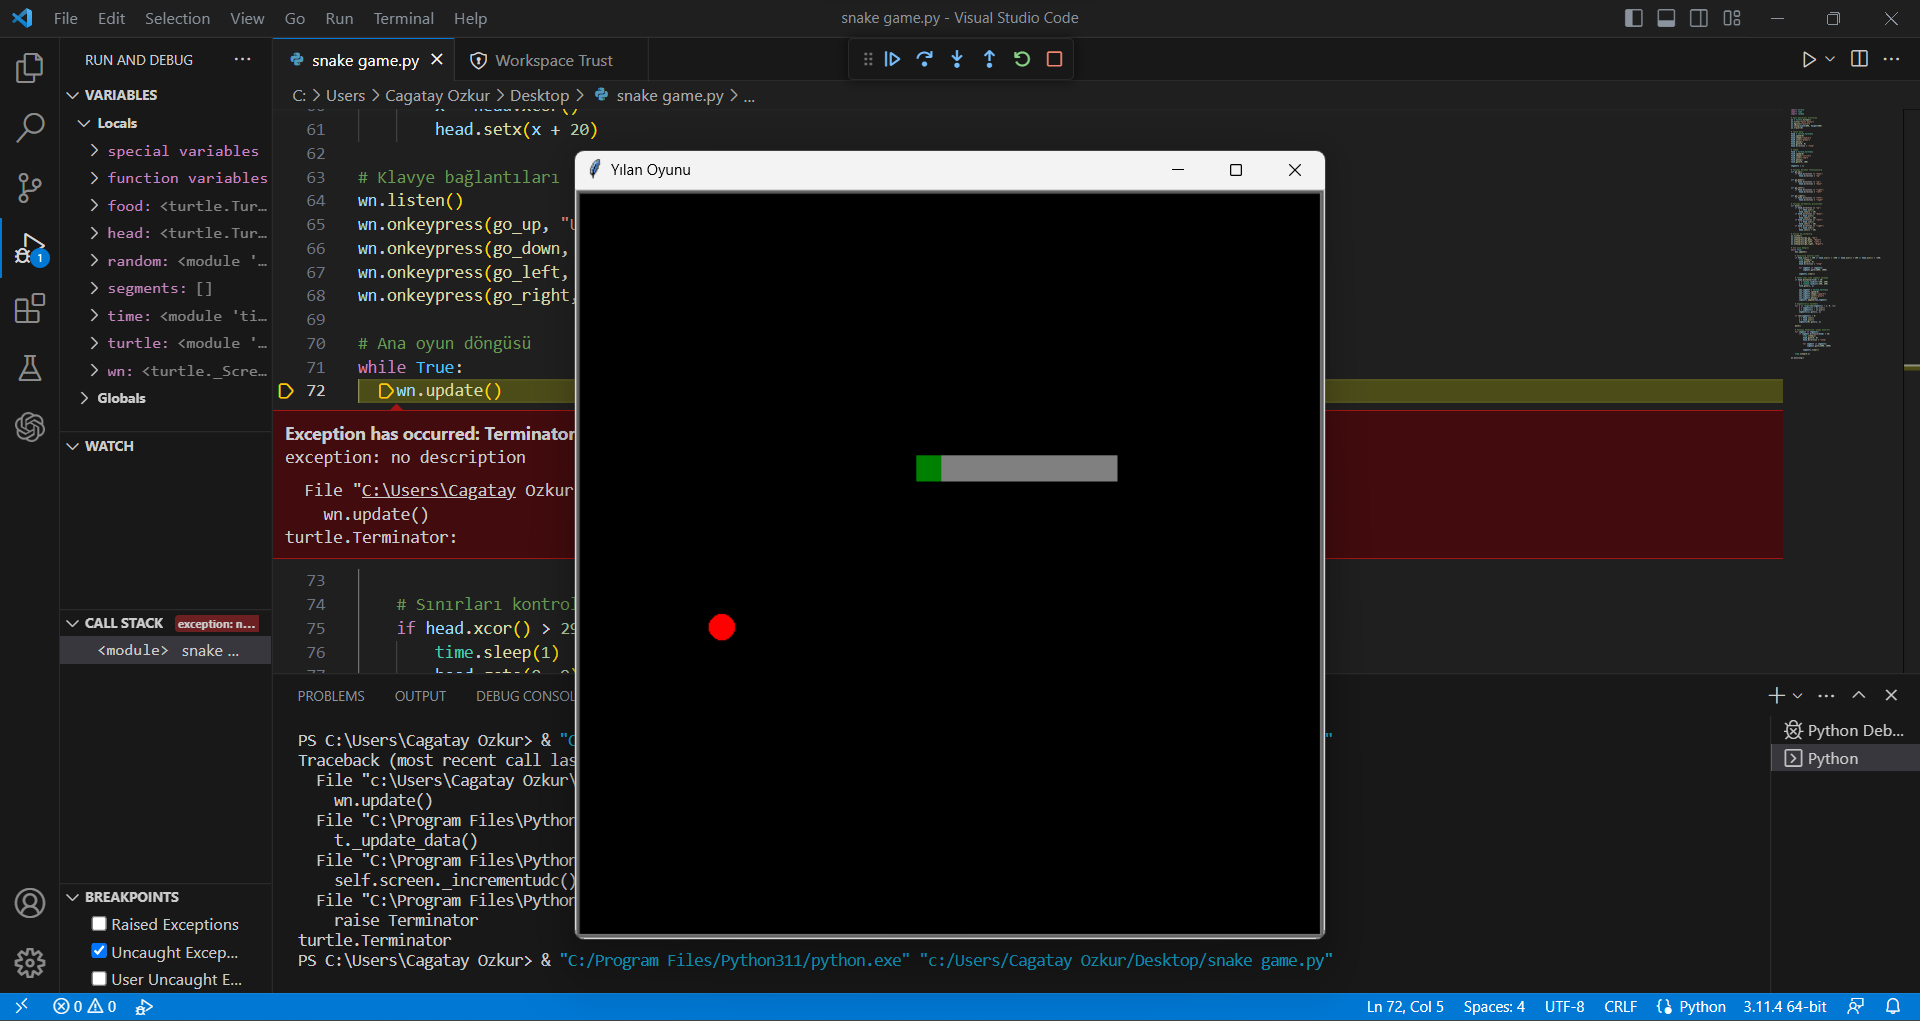 File Edit Selection View Go Run Terminal Help
snake game.py - Visual Studio Code
RUN AND DEBUG
VARIABLES
Locals
special variables
function variables
food: <turtle.Tur...
head: <turtle.Tur...
random: <module '...
segments: []
time: <module 'ti...
turtle: <module '...
wn: <turtle._Scre...
Globals
WATCH
CALL STACK exception: n...
<module> snake ...
BREAKPOINTS
Raised Exceptions
Uncaught Excep...
User Uncaught E...
1
snake game.py
Workspace Trust
C: > Users > Cagatay Ozkur > Desktop > snake game.py > ...
61 head.setx(x + 20)
62
63 # Klavye bağlantıları
64 wn.listen()
65 wn.onkeypress(go_up, "
66 wn.onkeypress(go_down,
67 wn.onkeypress(go_left,
68 wn.onkeypress(go_right,
69
70 # Ana oyun döngüsü
71 while True:
72 wn.update()
Exception has occurred: Terminator
exception: no description
File "C:\Users\Cagatay Ozkur
wn.update()
turtle.Terminator:
73
74 # Sınırları kontrol
75 if head.xcor() > 29
76 time.sleep(1)
Yılan Oyunu
PROBLEMS OUTPUT DEBUG CONSOL
PS C:\Users\Cagatay Ozkur> & "C "
Traceback (most recent call las
File "c:\Users\Cagatay Ozkur\
wn.update()
File "C:\Program Files\Python
t._update_data()
File "C:\Program Files\Python
self.screen._incrementudc()
File "C:\Program Files\Python
raise Terminator
turtle.Terminator
PS C:\Users\Cagatay Ozkur> & "C:/Program Files/Python311/python.exe" "c:/Users/Cagatay Ozkur/Desktop/snake game.py"
Python Deb...
Python
0 0
Ln 72, Col 5 Spaces: 4 UTF-8 CRLF Python 3.11.4 64-bit